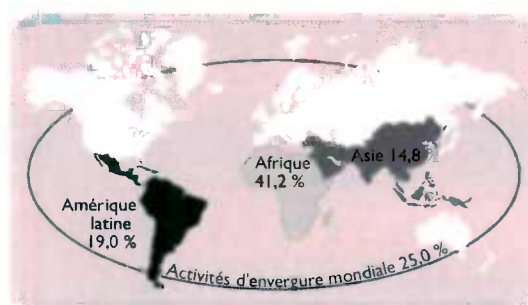 Afrique
41,2 %
Asie 14,8
Amérique
latine
19,0 %
Activités d'envergure mondiale 25,0 %